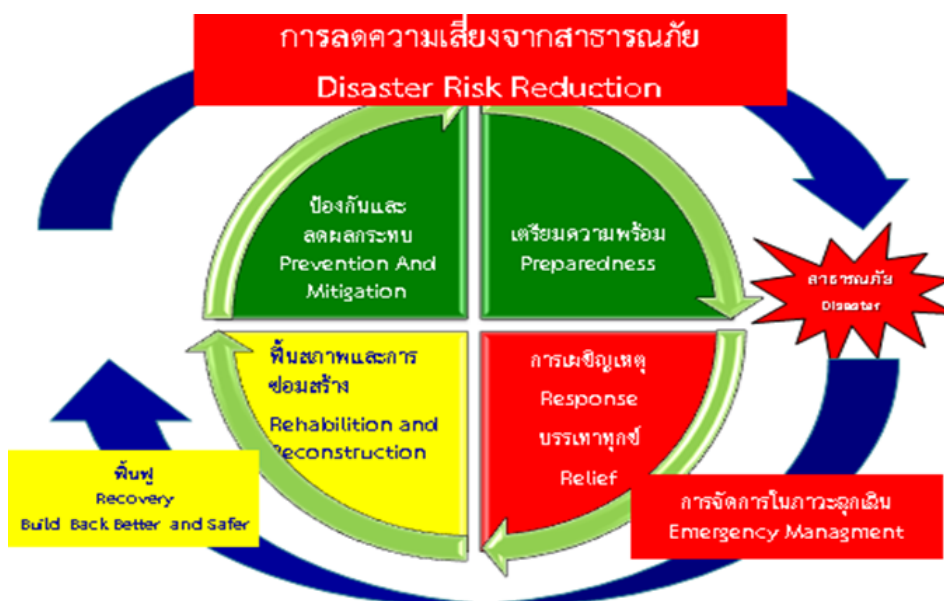 การลดความเสี่ยงจากสาธารณภัย
Disaster Risk Reduction
ป้องกันและ
ลดผลกระทบ
Prevention And
Mitigation
เตรียมความพร้อม
Preparedness
สาธารณภัย
Disaster
ฟื้นสภาพและการ
ซ่อมสร้าง
Rehabilition and
Reconstruction
การเผชิญเหตุ
Response
บรรเทาทุกข์
Relief
ฟื้นฟู
Recovery
Build Back Better and Safer
การจัดการในภาวะฉุกเฉิน
Emergency Managment